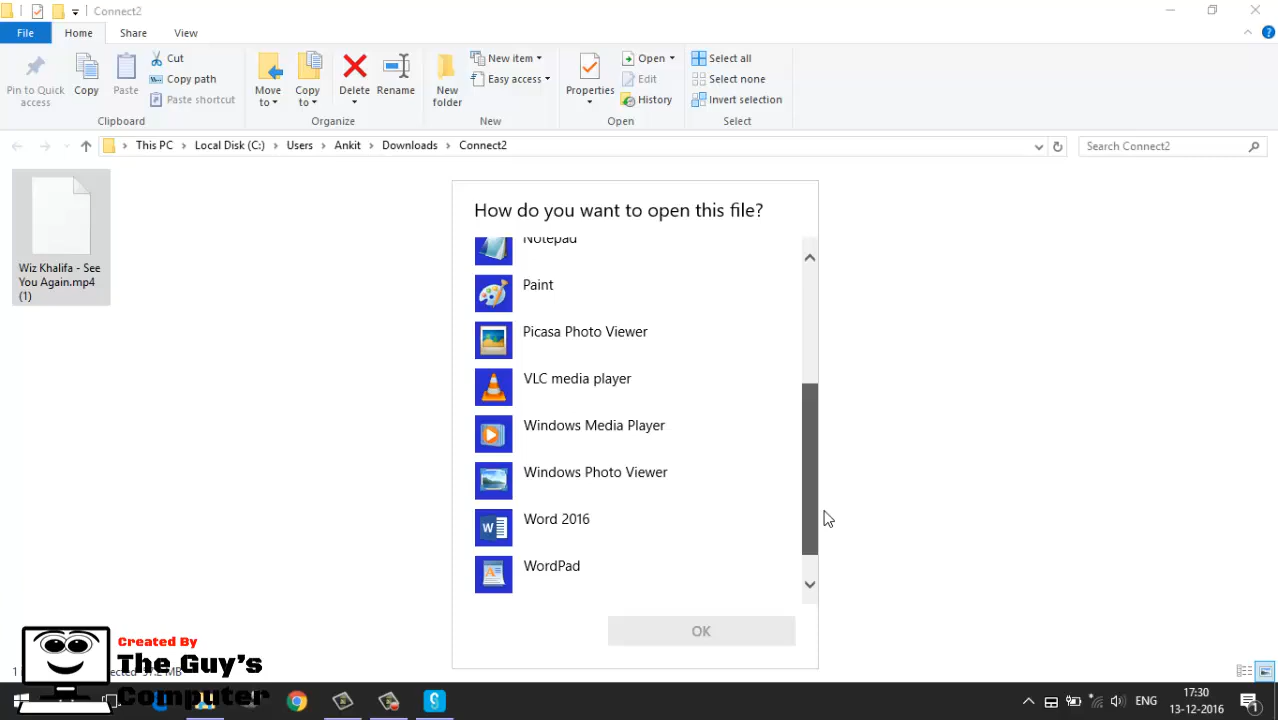 Connect2
File Home Share View
Pin to Quick access
Copy
Paste
Cut
Copy path
Paste shortcut
Clipboard
Move to
Copy to
Delete
Rename
Organize
New folder
New item
Easy access
New
Properties
Open
Edit
History
Open
Select all
Select none
Invert selection
Select
This PC Local Disk (C:) Users Ankit Downloads Connect2
Search Connect2
Wiz Khalifa - See
You Again.mp4
(1)
How do you want to open this file?
Notepad
Paint
Picasa Photo Viewer
VLC media player
Windows Media Player
Windows Photo Viewer
Word 2016
WordPad
OK
Created By
The Guy's
Computer
ENG
17:30
13-12-2016